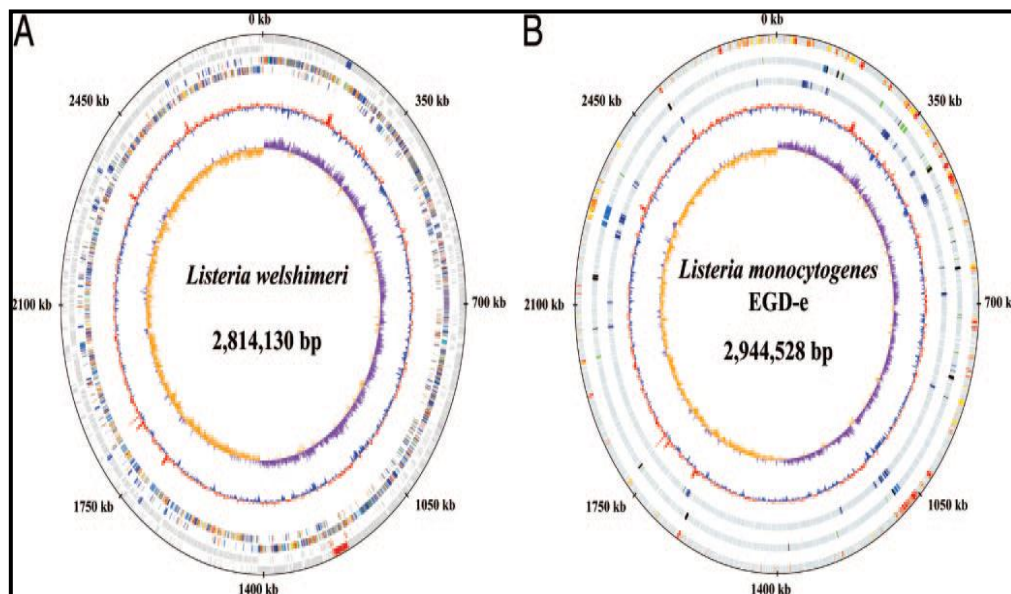 A
0 kb
350 kb
700 kb
1050 kb
1400 kb
1750 kb
2100 kb
2450 kb
Listeria welshimeri
2,814,130 bp
B
0 kb
350 kb
700 kb
1050 kb
1400 kb
1750 kb
2100 kb
2450 kb
Listeria monocytogenes
EGD-e
2,944,528 bp